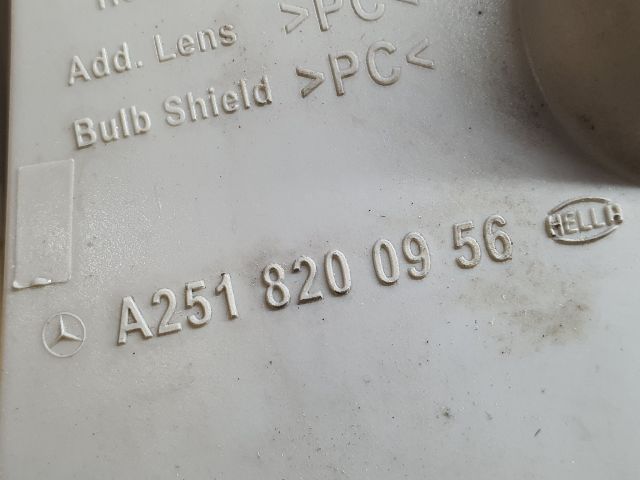 >PC<
Add. Lens >PC<
Bulb Shield
A251 820 09 56 HELLA